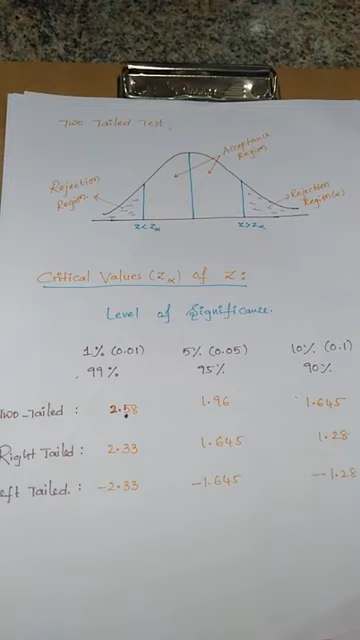 Two Tailed Test.
Acceptance
Region
Rejection
Region
Rejection
Region(α)
Z<Zα
Z>Zα
Critical Values (Zα) of Z:
Level of Significance.
1% (0.01) 5% (0.05) 10% (0.1)
99% 95% 90%
Two-Tailed : 2.58 1.96 1.645
Right Tailed : 2.33 1.645 1.28
eft Tailed. : -2.33 -1.645 -1.28